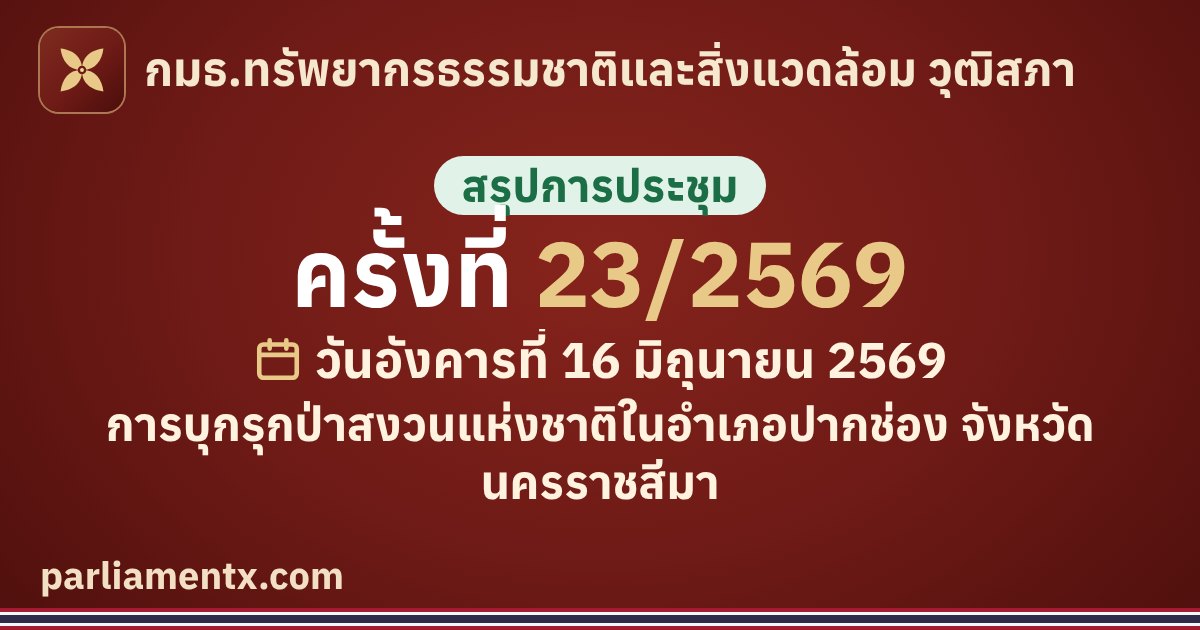 กมธ.ทรัพยากรธรรมชาติและสิ่งแวดล้อม วุฒิสภา
สรุปการประชุม
ครั้งที่ 23/2569
วันอังคารที่ 16 มิถุนายน 2569
การบุกรุกป่าสงวนแห่งชาติในอำเภอปากช่อง จังหวัด
นครราชสีมา
parliamentx.com